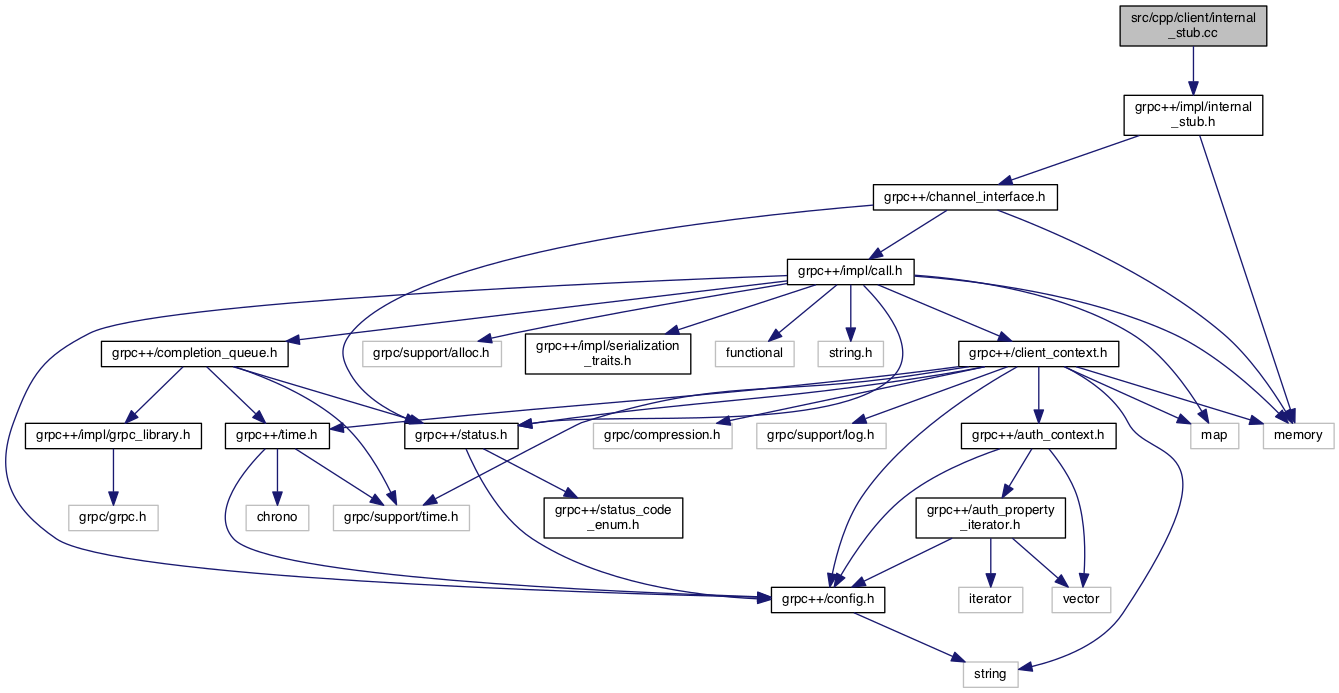 src/cpp/client/internal
_stub.cc
grpc++/impl/internal
_stub.h
grpc++/channel_interface.h
grpc++/impl/call.h
grpc++/completion_queue.h
grpc/support/alloc.h
grpc++/impl/serialization
_traits.h
functional
string.h
grpc++/client_context.h
grpc++/impl/grpc_library.h
grpc++/time.h
grpc++/status.h
grpc/compression.h
grpc/support/log.h
grpc++/auth_context.h
map
memory
grpc/grpc.h
chrono
grpc/support/time.h
grpc++/status_code
_enum.h
grpc++/auth_property
_iterator.h
grpc++/config.h
iterator
vector
string